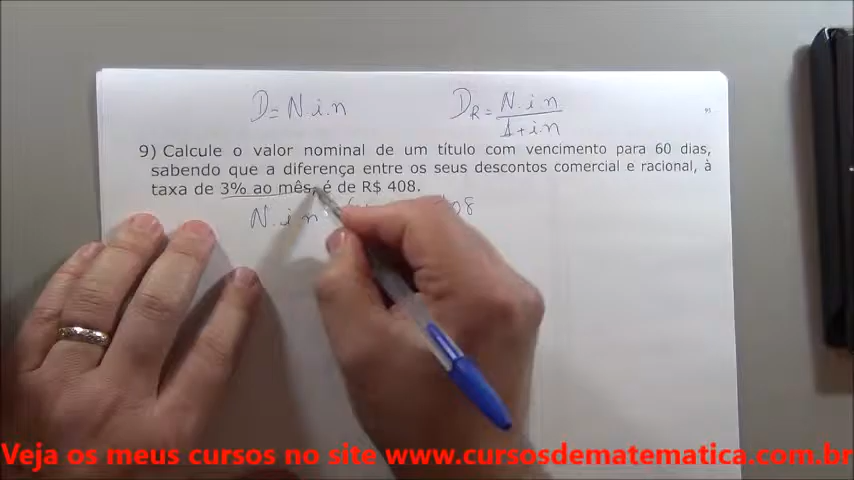 D = N.i.n
D_R = N.i.n / 1+i.n
9) Calcule o valor nominal de um título com vencimento para 60 dias,
sabendo que a diferença entre os seus descontos comercial e racional, à
taxa de 3% ao mês, é de R$ 408.
N.i.n
Veja os meus cursos no site www.cursosdematematica.com.br